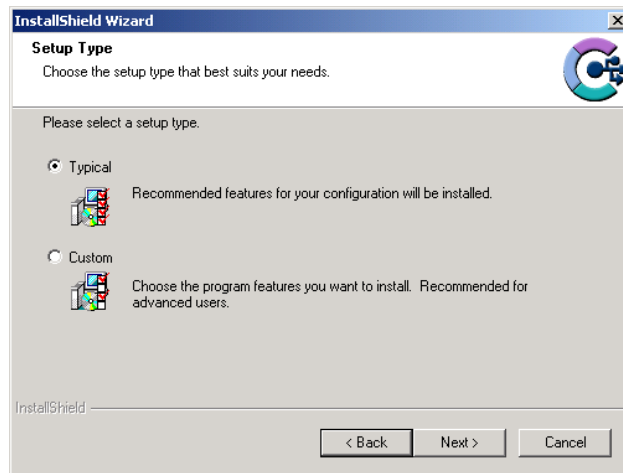 InstallShield Wizard
Setup Type
Choose the setup type that best suits your needs.
Please select a setup type.
Typical
Recommended features for your configuration will be installed.
Custom
Choose the program features you want to install. Recommended for
advanced users.
InstallShield
< Back Next > Cancel